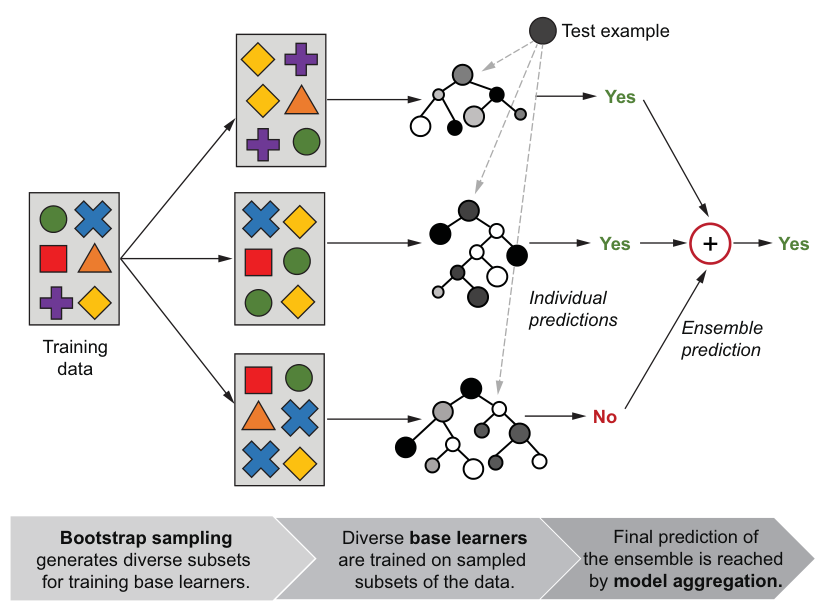 Test example
Yes
Yes
+
Yes
Individual
predictions
Ensemble
prediction
Training
data
No
Bootstrap sampling
generates diverse subsets
for training base learners.
Diverse base learners
are trained on sampled
subsets of the data.
Final prediction of
the ensemble is reached
by model aggregation.